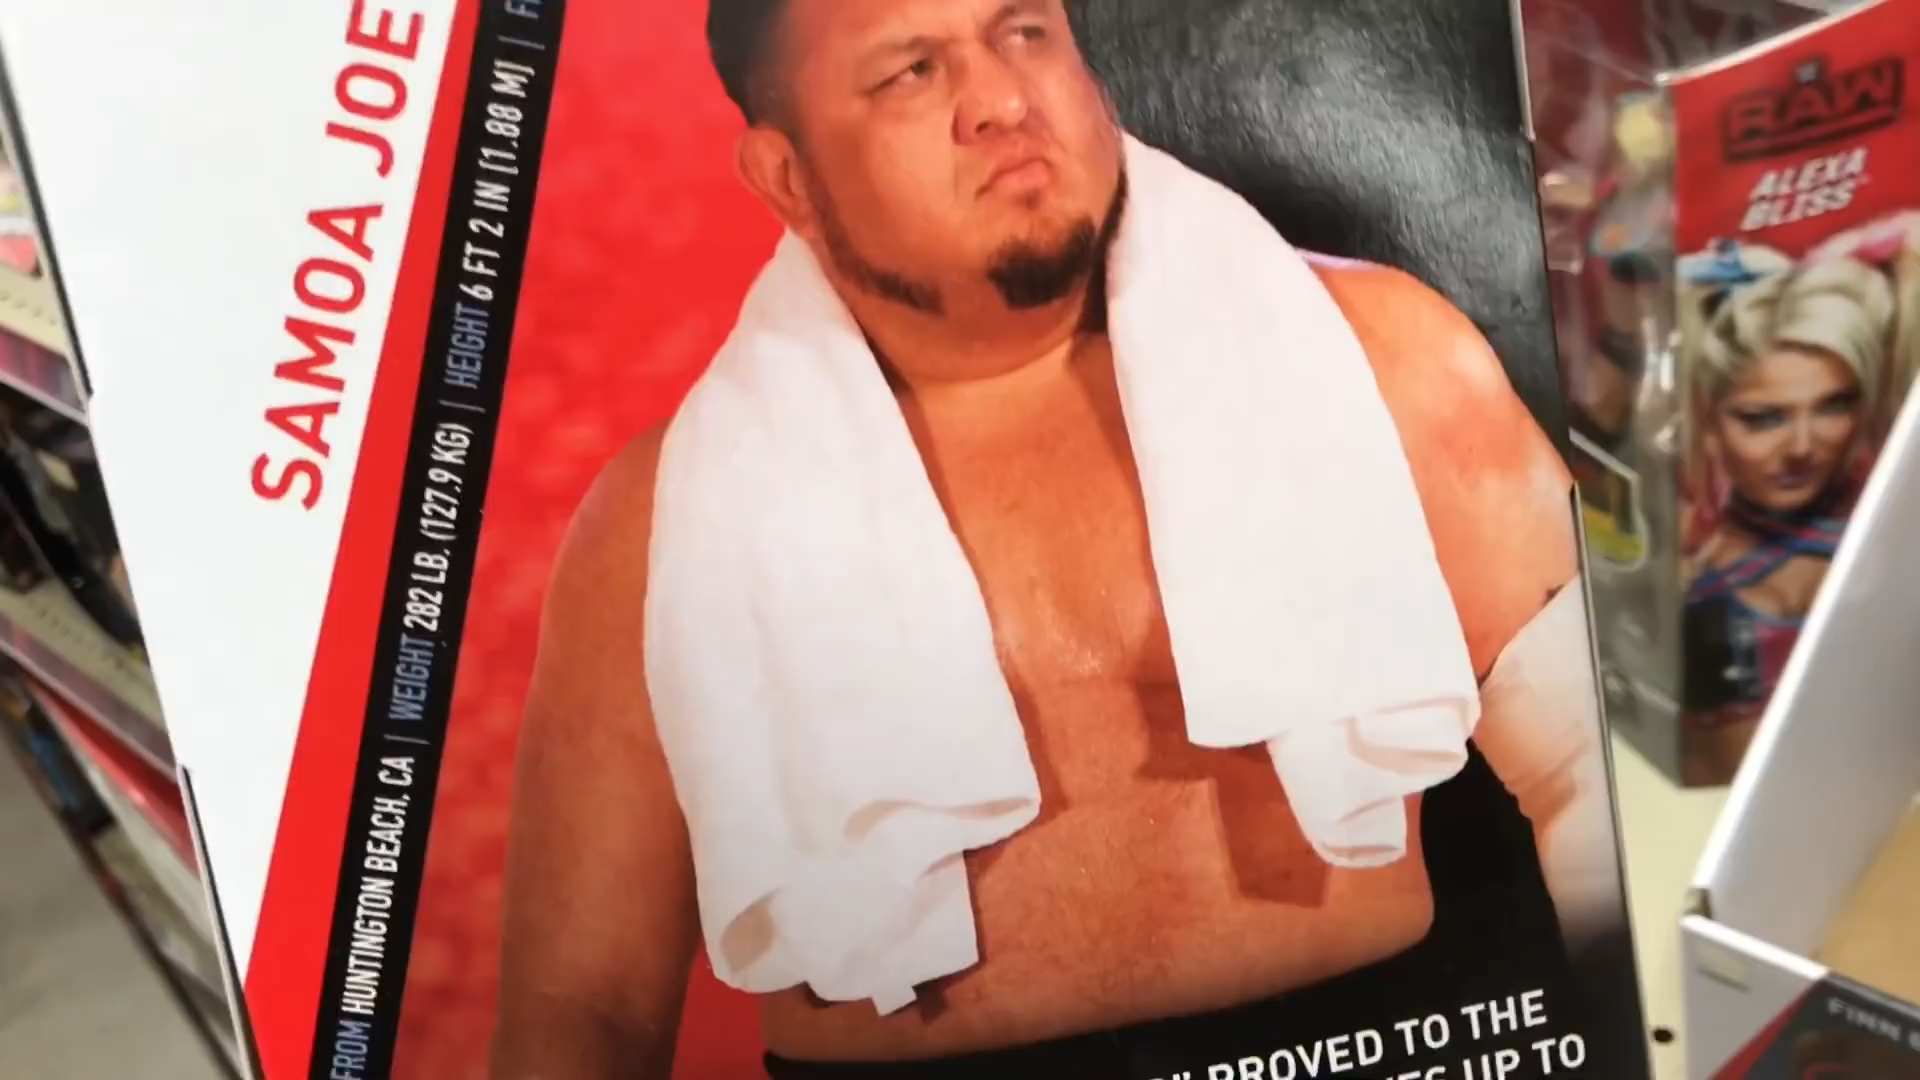 SAMOA JOE
FROM HUNTINGTON BEACH, CA | WEIGHT 282 LB. (127.9 KG) | HEIGHT 6 FT 2 IN (1.88 M) |
RAW
ALEXA
BLISS
PROVED TO THE
UP TO
FINN